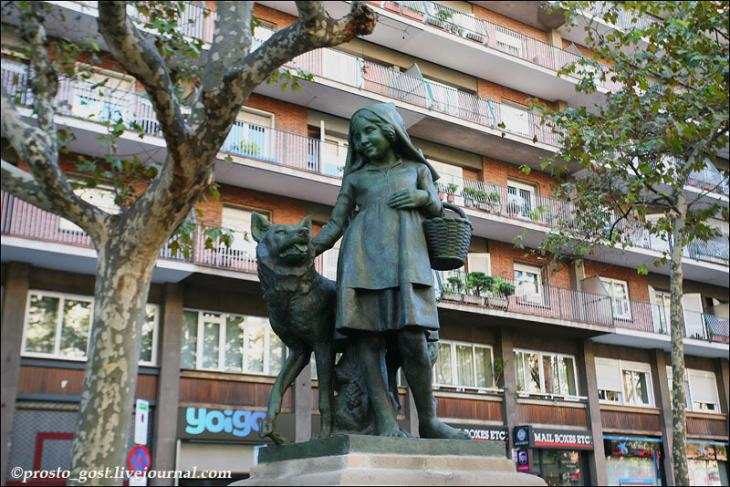 yoigo
BOXES ETC
MAIL BOXES ETC
©prosto_gost.livejournal.com